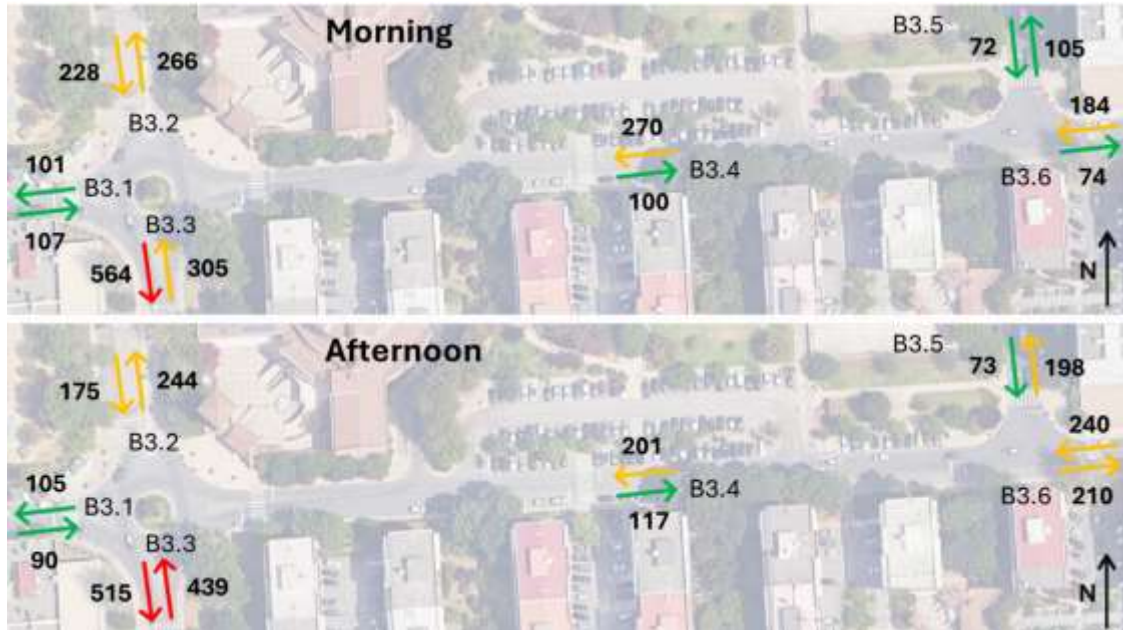 Morning
B3.5
228
266
72
105
B3.2
184
270
101
B3.1
B3.4
B3.6
74
100
107
B3.3
564
305
N
Afternoon
B3.5
175
244
73
198
B3.2
240
201
105
B3.1
B3.4
B3.6
210
117
90
B3.3
515
439
N